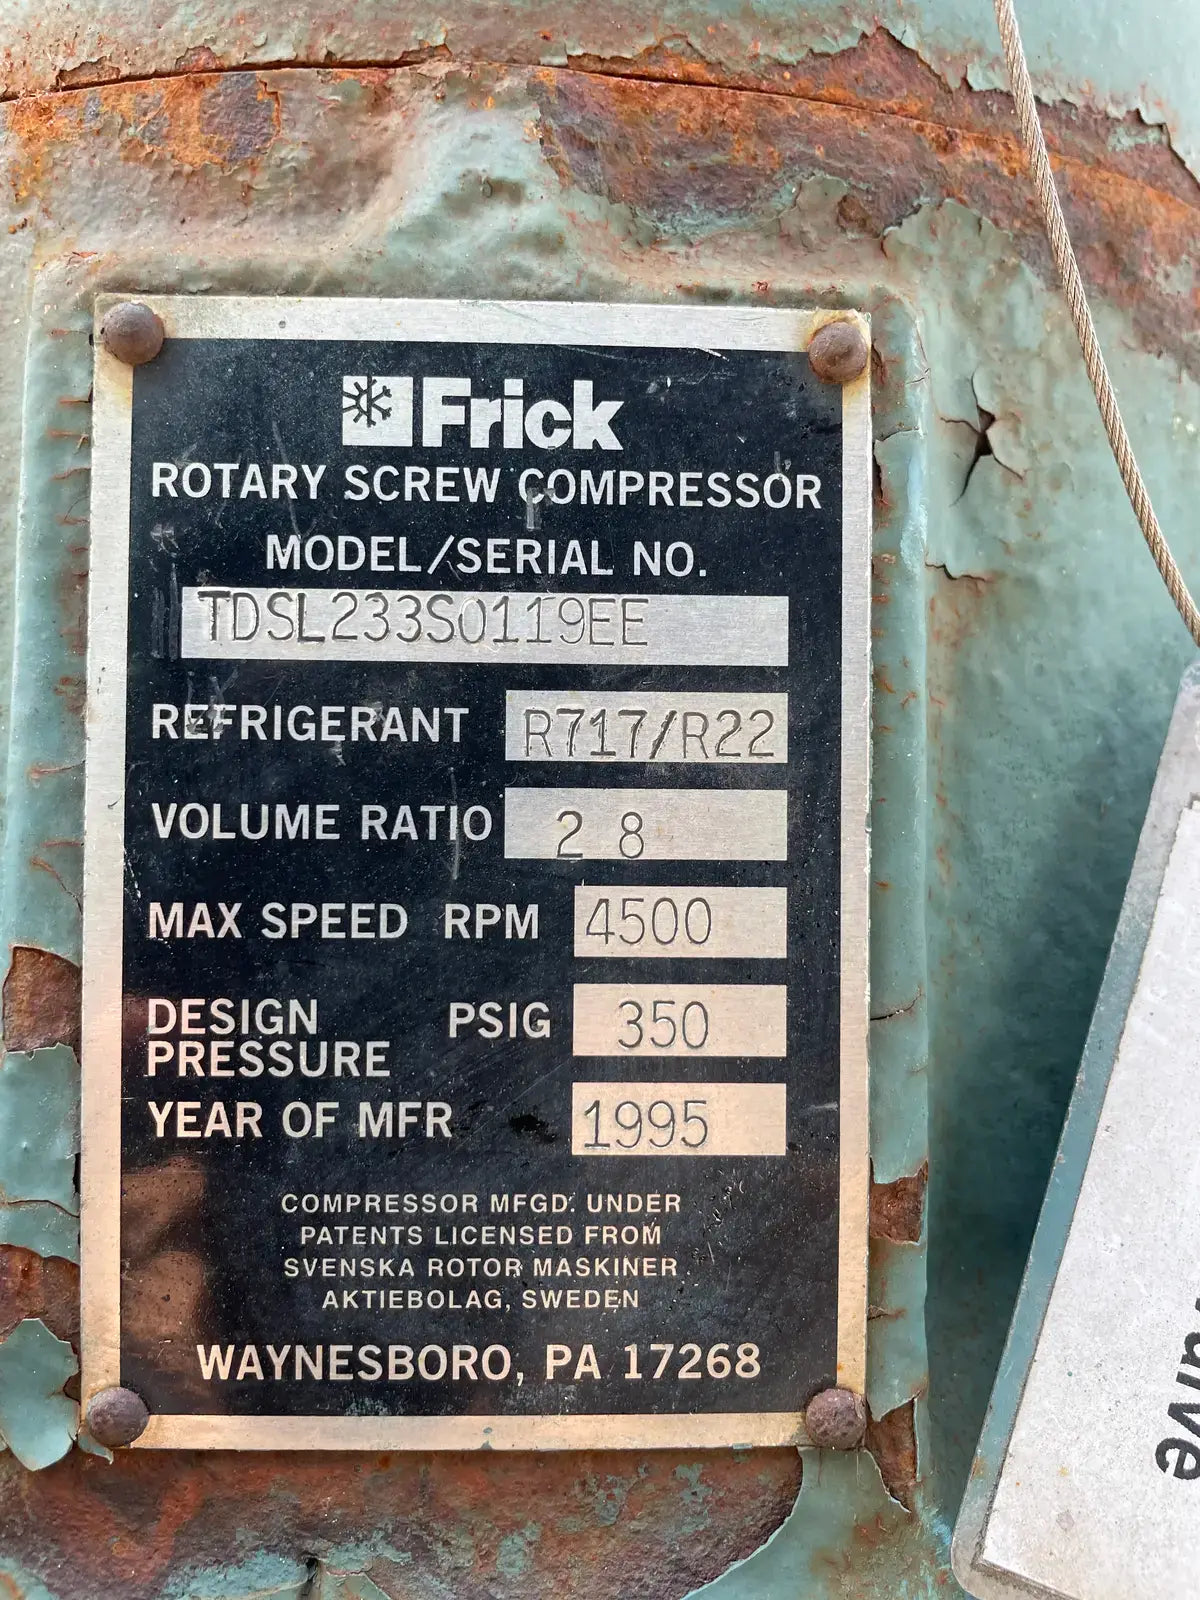 Frick
ROTARY SCREW COMPRESSOR
MODEL/SERIAL NO.
TDSL233S0119EE
REFRIGERANT R717/R22
VOLUME RATIO 2 8
MAX SPEED RPM 4500
DESIGN PRESSURE PSIG 350
YEAR OF MFR 1995
COMPRESSOR MFGD. UNDER
PATENTS LICENSED FROM
SVENSKA ROTOR MASKINER
AKTIEBOLAG, SWEDEN
WAYNESBORO, PA 17268